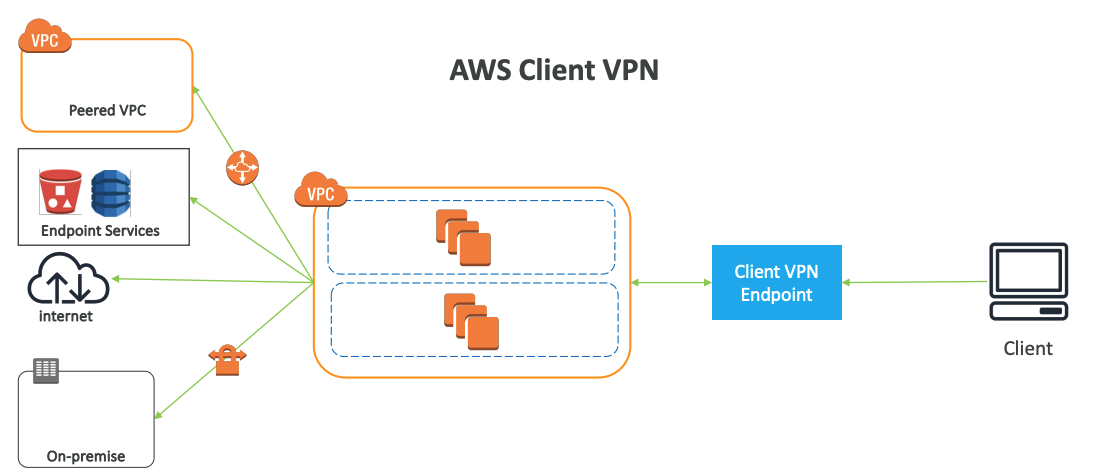 VPC
AWS Client VPN
Peered VPC
VPC
Endpoint Services
internet
Client VPN
Endpoint
Client
On-premise